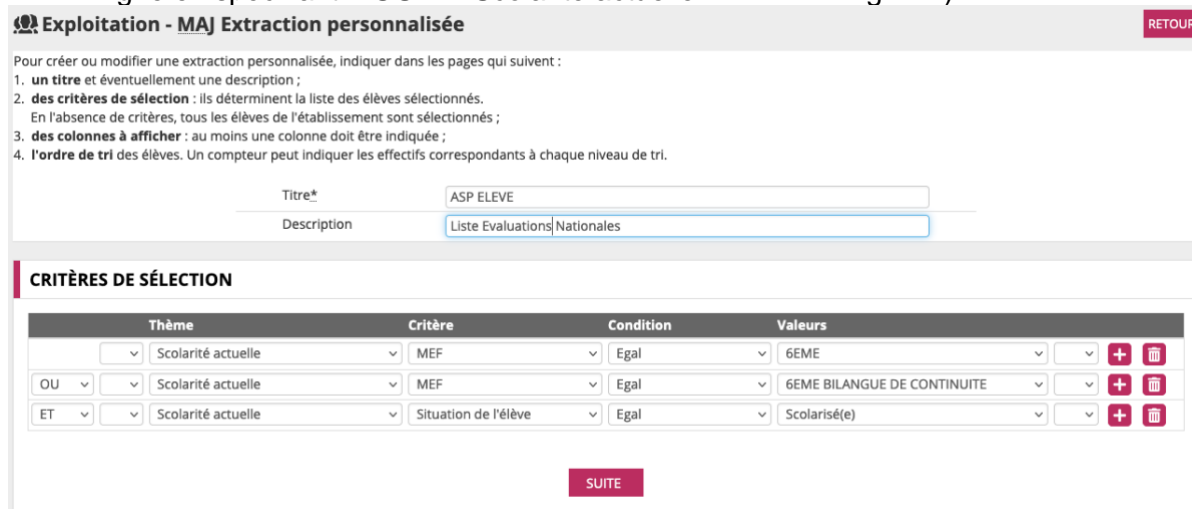 Exploitation - MAJ Extraction personnalisée
RETOUR
Pour créer ou modifier une extraction personnalisée, indiquer dans les pages qui suivent :
1. un titre et éventuellement une description ;
2. des critères de sélection : ils déterminent la liste des élèves sélectionnés.
En l'absence de critères, tous les élèves de l'établissement sont sélectionnés ;
3. des colonnes à afficher : au moins une colonne doit être indiquée ;
4. l'ordre de tri des élèves. Un compteur peut indiquer les effectifs correspondants à chaque niveau de tri.
Titre* ASP ELEVE
Description Liste Evaluations Nationales
CRITÈRES DE SÉLECTION
Thème Critère Condition Valeurs
Scolarité actuelle MEF Egal 6EME
OU Scolarité actuelle MEF Egal 6EME BILANGUE DE CONTINUITE
ET Scolarité actuelle Situation de l'élève Egal Scolarisé(e)
SUITE